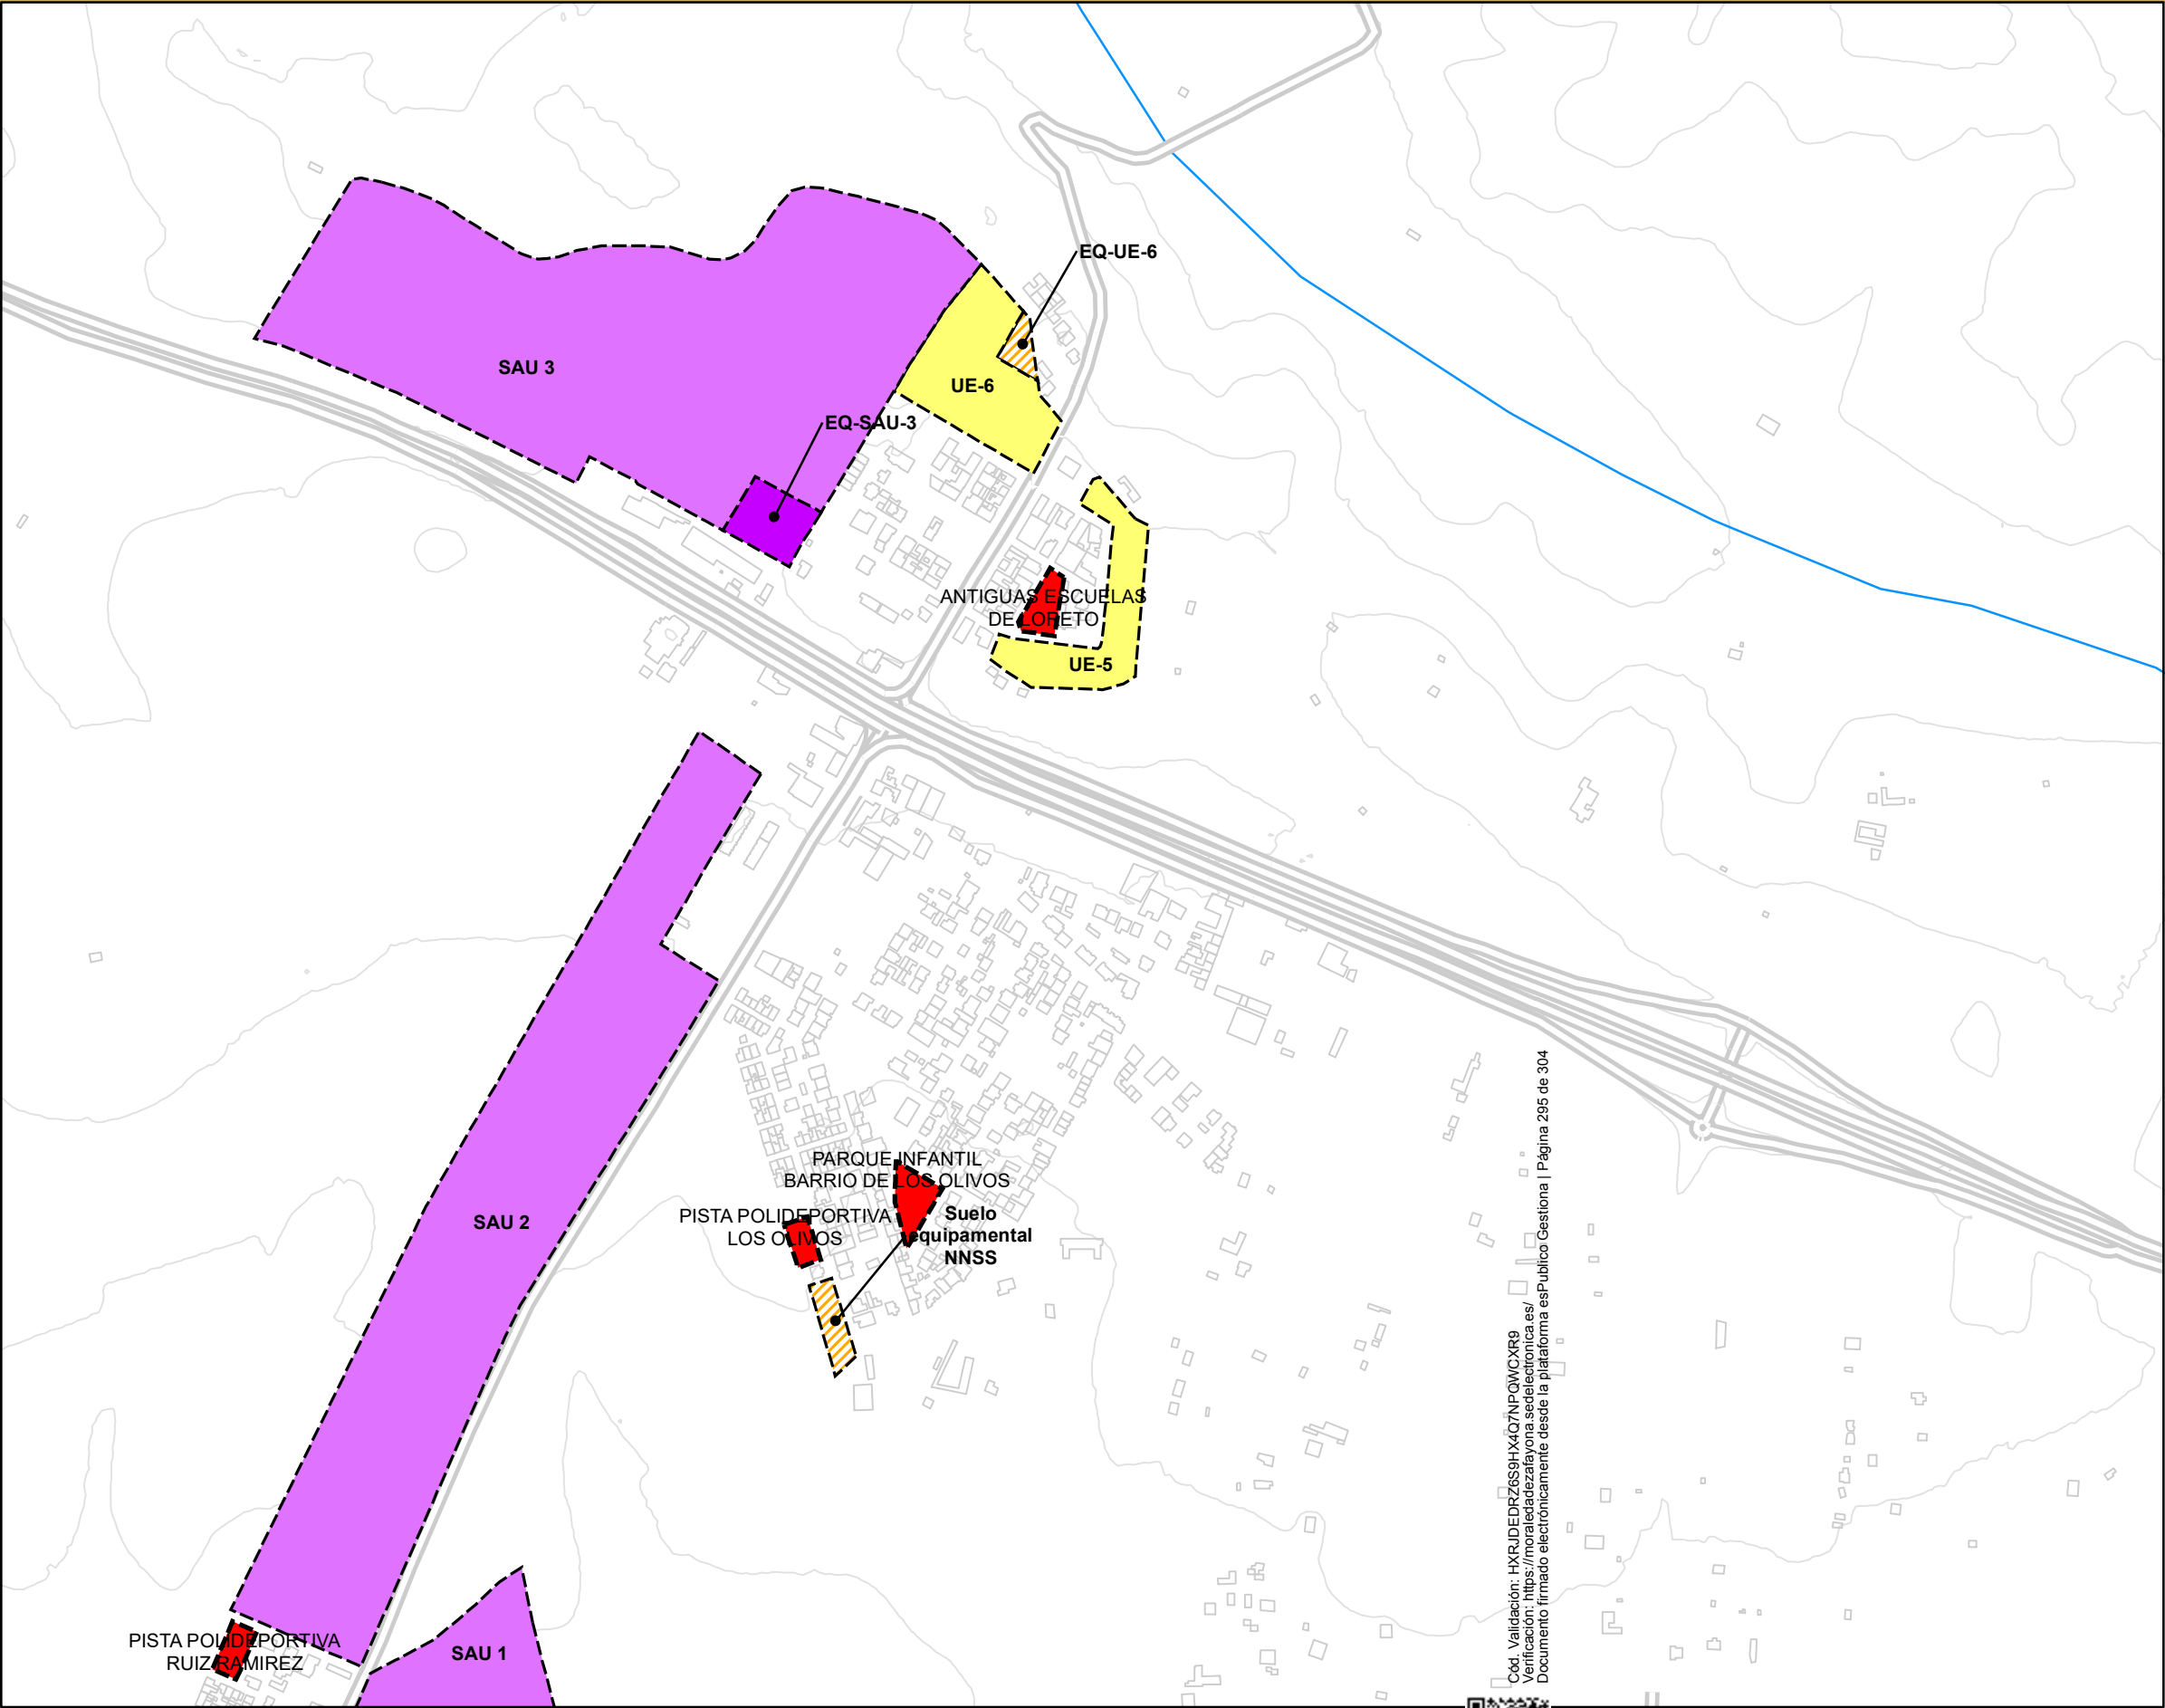 EQ-UE-6
SAU 3
UE-6
EQ-SAU-3
ANTIGUAS ESCUELAS
DE LORETO
UE-5
PARQUE INFANTIL
BARRIO DE LOS OLIVOS
PISTA POLIDEPORTIVA
LOS OLIVOS
Suelo
equipamental
NNSS
SAU 2
PISTA POLIDEPORTIVA
RUIZ RAMIREZ
SAU 1
Cód. Validación: HXRJDEDRZ6S9HX4Q7NPQWCXR9
Verificación: https://moraledadezafayona.sedelectronica.es/
Documento firmado electrónicamente desde la plataforma esPublico Gestiona | Página 295 de 304